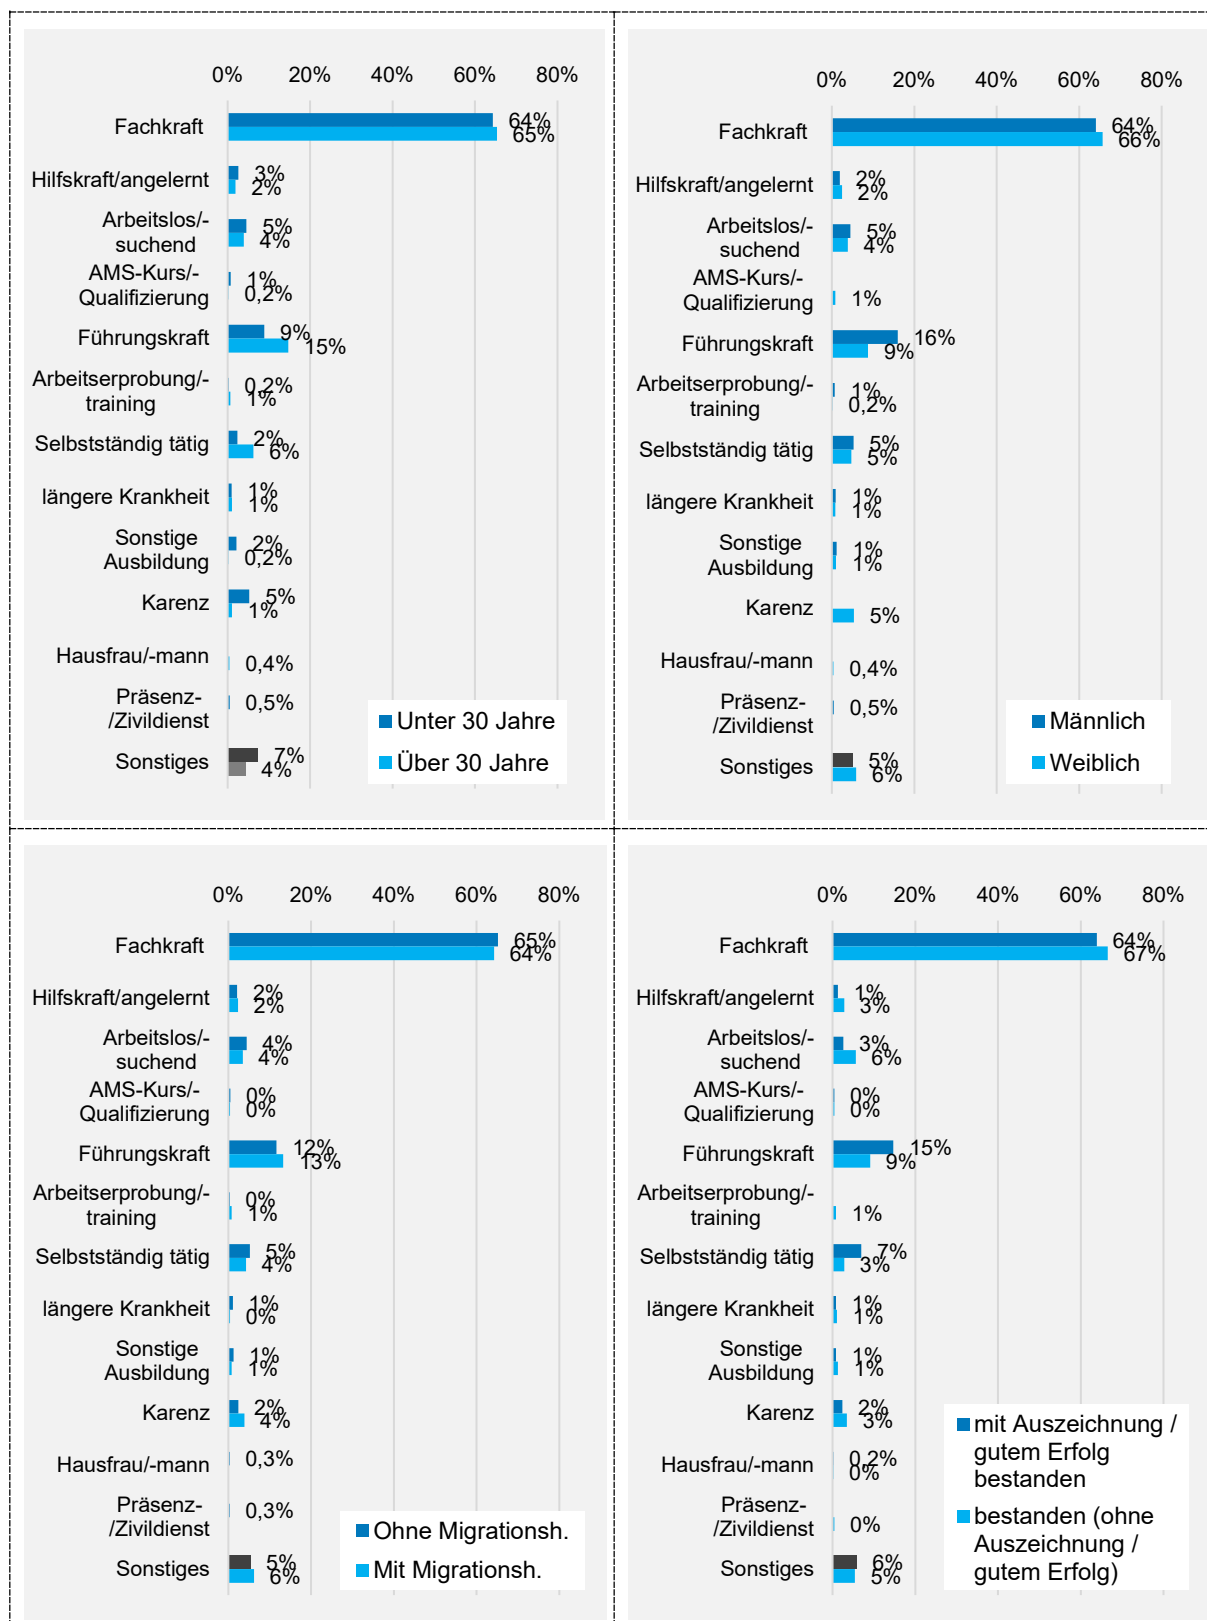 0% 20% 40% 60% 80%
Fachkraft 64%
65%
Hilfskraft/angelernt 3%
2%
Arbeitslos/-
suchend
5%
4%
AMS-Kurs/-
Qualifizierung
1%
0,2%
Führungskraft 9%
15%
Arbeitserprobung/-
training
0,2%
1%
Selbstständig tätig 2%
6%
längere Krankheit 1%
1%
Sonstige
Ausbildung
2%
0,2%
Karenz 5%
1%
Hausfrau/-mann 0,4%
Präsenz-
/Zivildienst
0,5%
Sonstiges 7%
4%
Unter 30 Jahre
Über 30 Jahre
0% 20% 40% 60% 80%
Fachkraft 64%
66%
Hilfskraft/angelernt 2%
2%
Arbeitslos/-
suchend
5%
4%
AMS-Kurs/-
Qualifizierung
1%
Führungskraft 16%
9%
Arbeitserprobung/-
training
1%
0,2%
Selbstständig tätig 5%
5%
längere Krankheit 1%
1%
Sonstige
Ausbildung
1%
1%
Karenz 5%
Hausfrau/-mann 0,4%
Präsenz-
/Zivildienst
0,5%
Sonstiges 5%
6%
Männlich
Weiblich
0% 20% 40% 60% 80%
Fachkraft 65%
64%
Hilfskraft/angelernt 2%
2%
Arbeitslos/-
suchend
4%
4%
AMS-Kurs/-
Qualifizierung
0%
0%
Führungskraft 12%
13%
Arbeitserprobung/-
training
0%
1%
Selbstständig tätig 5%
4%
längere Krankheit 1%
0%
Sonstige
Ausbildung
1%
1%
Karenz 2%
4%
Hausfrau/-mann 0,3%
Präsenz-
/Zivildienst
0,3%
Sonstiges 5%
6%
Ohne Migrationsh.
Mit Migrationsh.
0% 20% 40% 60% 80%
Fachkraft 64%
67%
Hilfskraft/angelernt 1%
3%
Arbeitslos/-
suchend
3%
6%
AMS-Kurs/-
Qualifizierung
0%
0%
Führungskraft 15%
9%
Arbeitserprobung/-
training
1%
Selbstständig tätig 7%
3%
längere Krankheit 1%
1%
Sonstige
Ausbildung
1%
1%
Karenz 2%
3%
Hausfrau/-mann 0,2%
0%
Präsenz-
/Zivildienst
0%
Sonstiges 6%
5%
mit Auszeichnung /
gutem Erfolg
bestanden
bestanden (ohne
Auszeichnung /
gutem Erfolg)